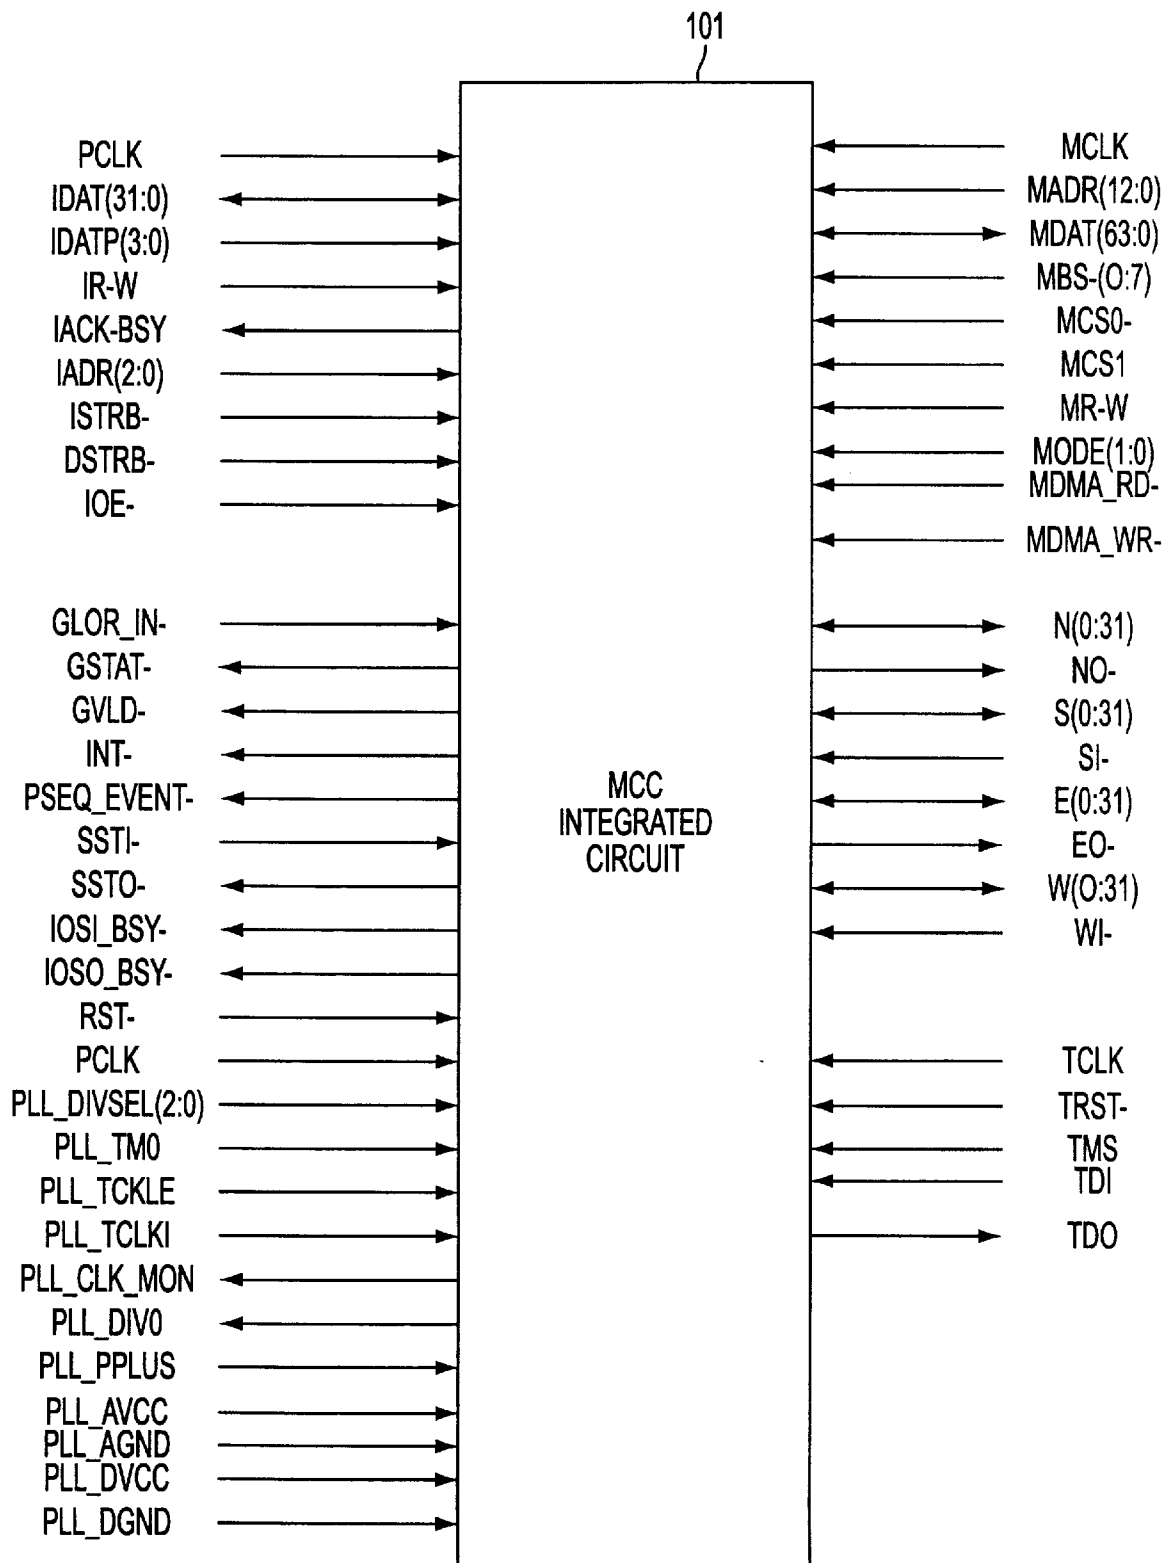 101
PCLK
IDAT(31:0)
IDATP(3:0)
IR-W
IACK-BSY
IADR(2:0)
ISTRB-
DSTRB-
IOE-
GLOR_IN-
GSTAT-
GVLD-
INT-
PSEQ_EVENT-
SSTI-
SSTO-
IOSI_BSY-
IOSO_BSY-
RST-
PCLK
PLL_DIVSEL(2:0)
PLL_TM0
PLL_TCKLE
PLL_TCLKI
PLL_CLK_MON
PLL_DIV0
PLL_PPLUS
PLL_AVCC
PLL_AGND
PLL_DVCC
PLL_DGND
MCC
INTEGRATED
CIRCUIT
MCLK
MADR(12:0)
MDAT(63:0)
MBS-(O:7)
MCS0-
MCS1
MR-W
MODE(1:0)
MDMA_RD-
MDMA_WR-
N(0:31)
NO-
S(0:31)
SI-
E(0:31)
EO-
W(O:31)
WI-
TCLK
TRST-
TMS
TDI
TDO